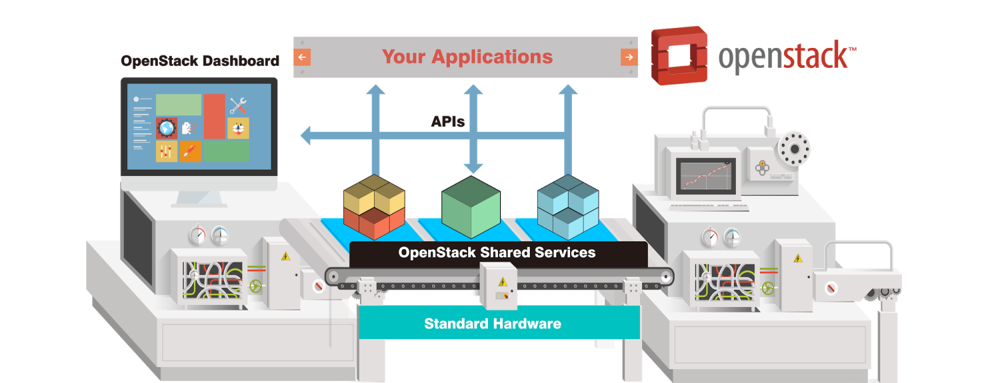 OpenStack Dashboard
Your Applications
openstack™
APIs
OpenStack Shared Services
Standard Hardware